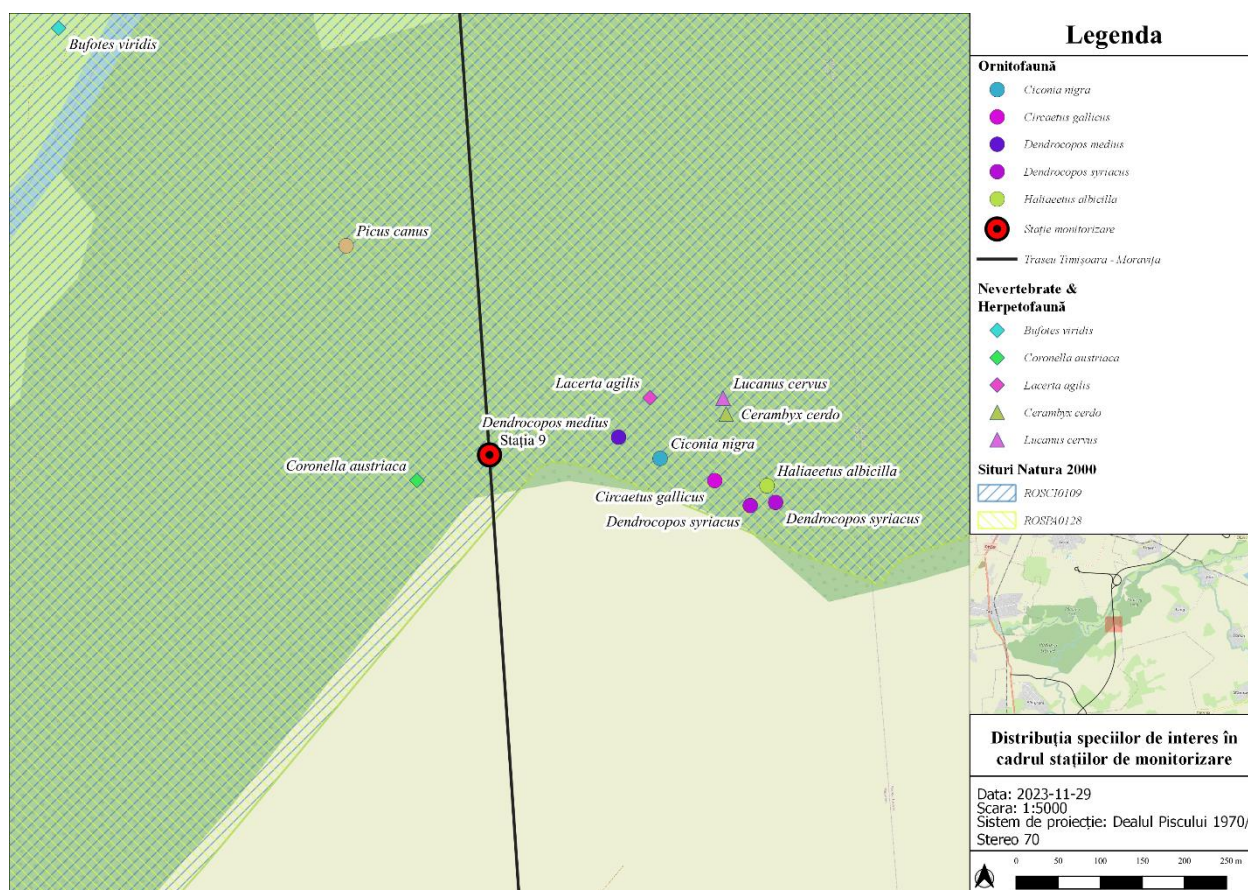 Bufotes viridis
Picus canus
Lacerta agilis
Lucanus cervus
Cerambyx cerdo
Dendrocopos medius
Stația 9
Ciconia nigra
Coronella austriaca
Haliaeetus albicilla
Circaetus gallicus
Dendrocopos syriacus
Dendrocopos syriacus
Legenda
Ornitofaună
Ciconia nigra
Circaetus gallicus
Dendrocopos medius
Dendrocopos syriacus
Haliaeetus albicilla
Stație monitorizare
Traseu Timișoara - Moravița
Nevertebrate &
Herpetofaună
Bufotes viridis
Coronella austriaca
Lacerta agilis
Cerambyx cerdo
Lucanus cervus
Situri Natura 2000
ROSCI0109
ROSPA0128
Distribuția speciilor de interes în
cadrul stațiilor de monitorizare
Data: 2023-11-29
Scara: 1:5000
Sistem de proiecție: Dealul Piscului 1970/
Stereo 70
0 50 100 150 200 250 m